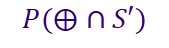 P(⊕ ∩ S′)